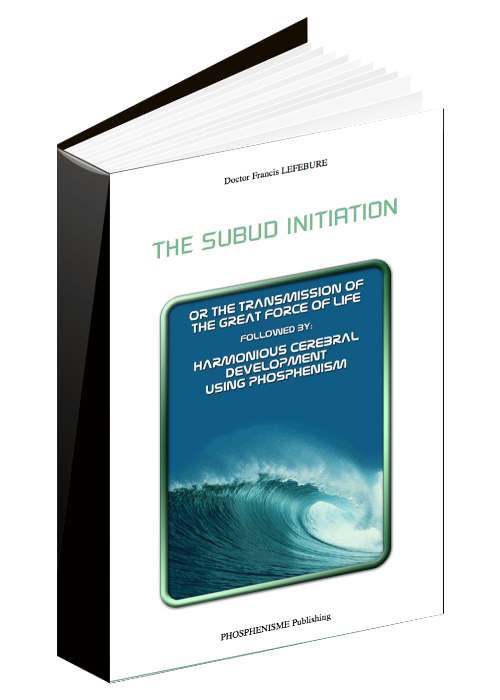 Doctor Francis LEFEBURE
THE SUBUD INITIATION
OR THE TRANSMISSION OF
THE GREAT FORCE OF LIFE
FOLLOWED BY:
HARMONIOUS CEREBRAL
DEVELOPMENT
USING PHOSPHENISM
PHOSPHENISME Publishing